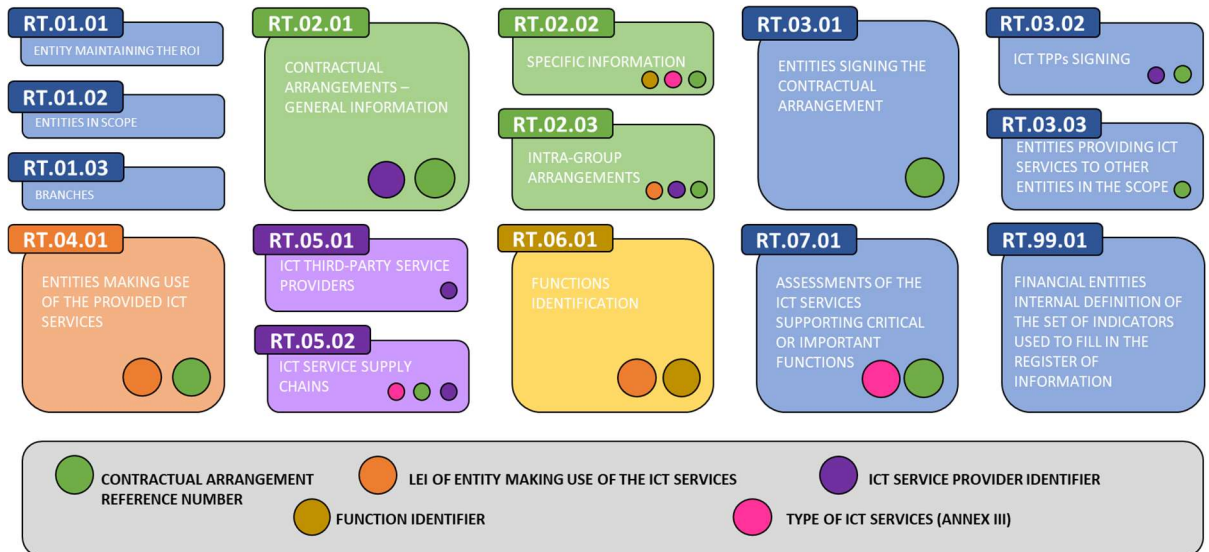 RT.01.01
ENTITY MAINTAINING THE ROI
RT.01.02
ENTITIES IN SCOPE
RT.01.03
BRANCHES
RT.02.01
CONTRACTUAL
ARRANGEMENTS –
GENERAL INFORMATION
RT.02.02
SPECIFIC INFORMATION
RT.02.03
INTRA-GROUP
ARRANGEMENTS
RT.03.01
ENTITIES SIGNING THE
CONTRACTUAL
ARRANGEMENT
RT.03.02
ICT TPPs SIGNING
RT.03.03
ENTITIES PROVIDING ICT
SERVICES TO OTHER
ENTITIES IN THE SCOPE
RT.04.01
ENTITIES MAKING USE
OF THE PROVIDED ICT
SERVICES
RT.05.01
ICT THIRD-PARTY SERVICE
PROVIDERS
RT.05.02
ICT SERVICE SUPPLY
CHAINS
RT.06.01
FUNCTIONS
IDENTIFICATION
RT.07.01
ASSESSMENTS OF THE
ICT SERVICES
SUPPORTING CRITICAL
OR IMPORTANT
FUNCTIONS
RT.99.01
FINANCIAL ENTITIES
INTERNAL DEFINITION OF
THE SET OF INDICATORS
USED TO FILL IN THE
REGISTER OF
INFORMATION
CONTRACTUAL ARRANGEMENT
REFERENCE NUMBER
LEI OF ENTITY MAKING USE OF THE ICT SERVICES
ICT SERVICE PROVIDER IDENTIFIER
FUNCTION IDENTIFIER
TYPE OF ICT SERVICES (ANNEX III)